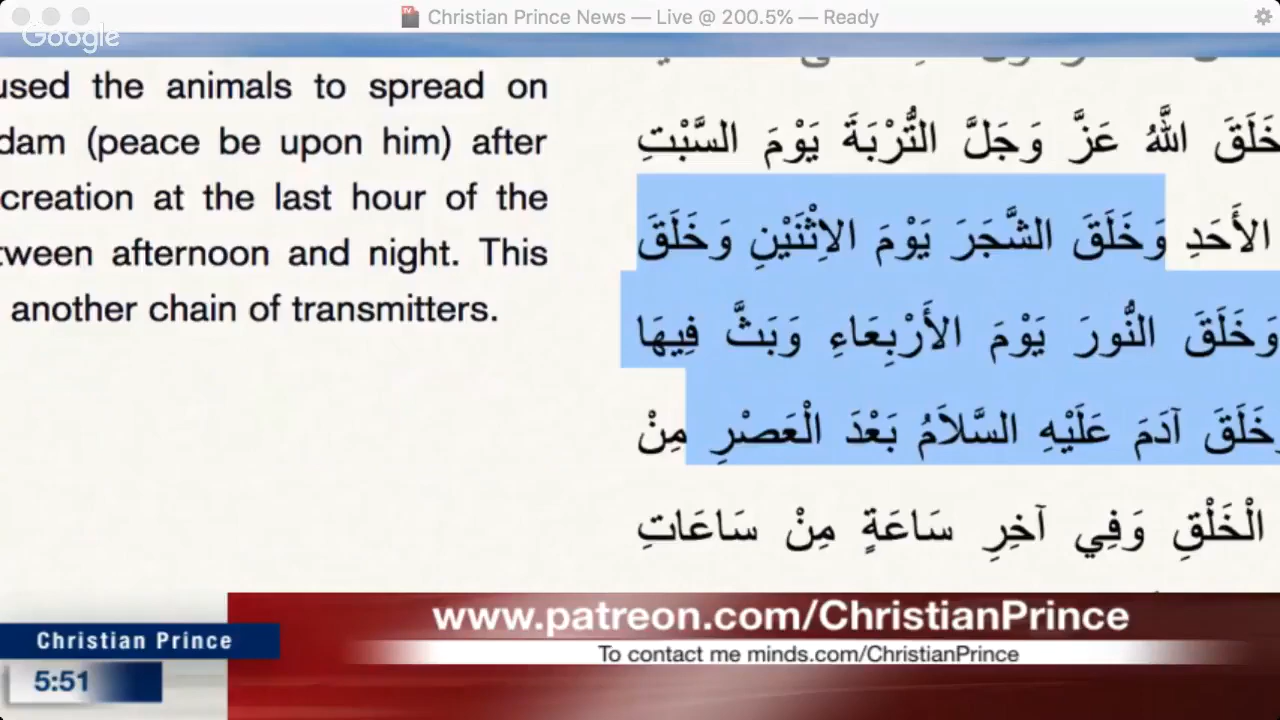 Christian Prince News — Live @ 200.5% — Ready
Google
used the animals to spread on
dam (peace be upon him) after
creation at the last hour of the
tween afternoon and night. This
another chain of transmitters.
خَلَقَ اللَّهُ عَزَّ وَجَلَّ التُّرْبَةَ يَوْمَ السَّبْتِ
الأَحَدِ وَخَلَقَ الشَّجَرَ يَوْمَ الاِثْنَيْنِ وَخَلَقَ
وَخَلَقَ النُّورَ يَوْمَ الأَرْبِعَاءِ وَبَثَّ فِيهَا
وَخَلَقَ آدَمَ عَلَيْهِ السَّلاَمُ بَعْدَ الْعَصْرِ مِنْ
الْخَلْقِ وَفِي آخِرِ سَاعَةٍ مِنْ سَاعَاتِ
www.patreon.com/ChristianPrince
Christian Prince
To contact me minds.com/ChristianPrince
5:51